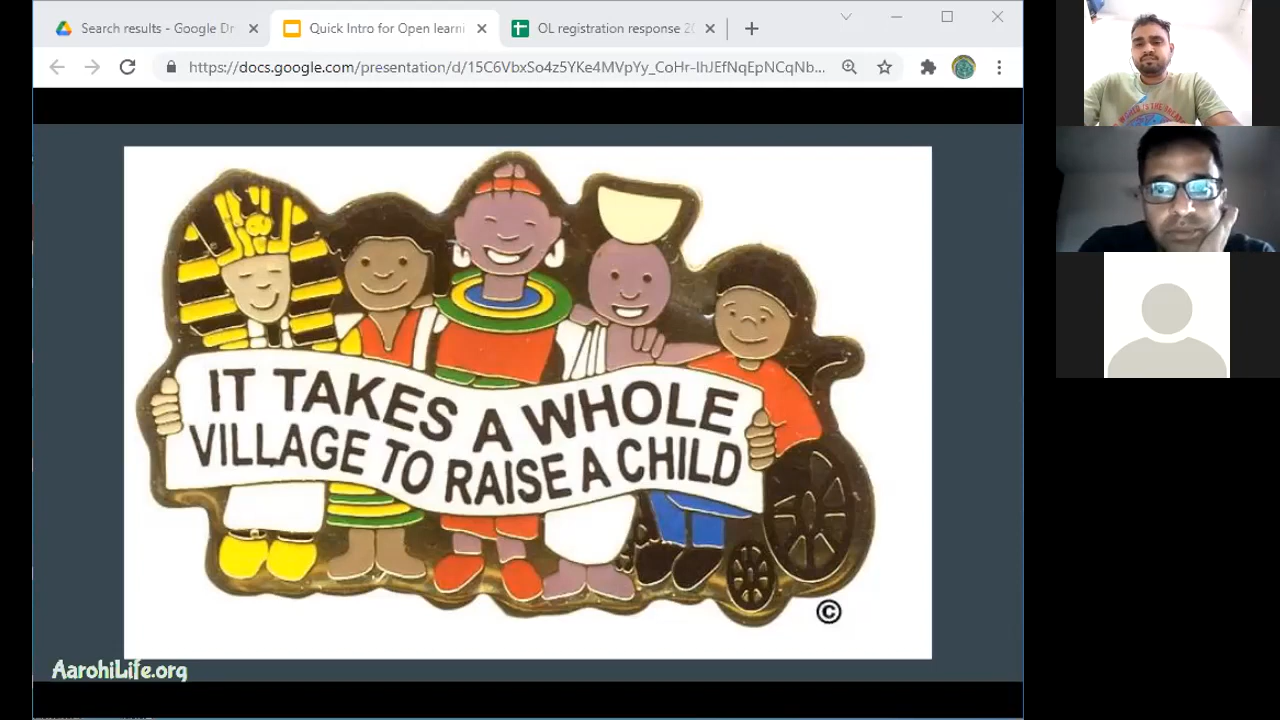 Search results - Google Dr
Quick Intro for Open learni
OL registration response 20
https://docs.google.com/presentation/d/15C6VbxSo4z5YKe4MVpYy_CoHr-IhJEfNqEpNCqNb...
IT TAKES A WHOLE
VILLAGE TO RAISE A CHILD
©
AarohiLife.org